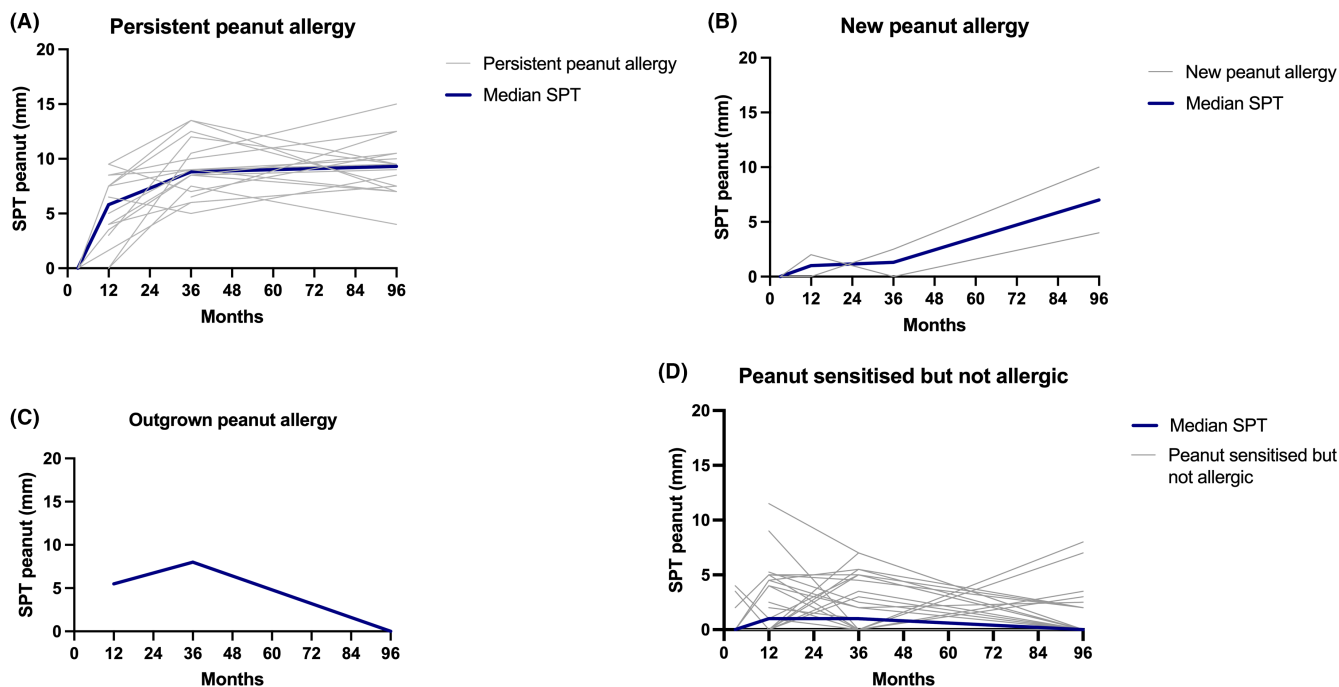 (A)
Persistent peanut allergy
20
15
10
5
0
SPT peanut (mm)
0 12 24 36 48 60 72 84 96
Months
Persistent peanut allergy
Median SPT
(B)
New peanut allergy
20
15
10
5
0
SPT peanut (mm)
0 12 24 36 48 60 72 84 96
Months
New peanut allergy
Median SPT
(C)
Outgrown peanut allergy
20
15
10
5
0
SPT peanut (mm)
0 12 24 36 48 60 72 84 96
Months
(D)
Peanut sensitised but not allergic
20
15
10
5
0
SPT peanut (mm)
0 12 24 36 48 60 72 84 96
Months
Median SPT
Peanut sensitised but
not allergic